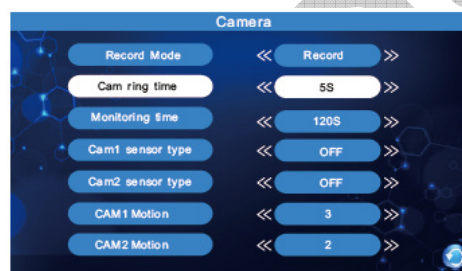 Camera
Record Mode << Record >>
Cam ring time << 5S >>
Monitoring time << 120S >>
Cam1 sensor type << OFF >>
Cam2 sensor type << OFF >>
CAM1 Motion << 3 >>
CAM2 Motion << 2 >>